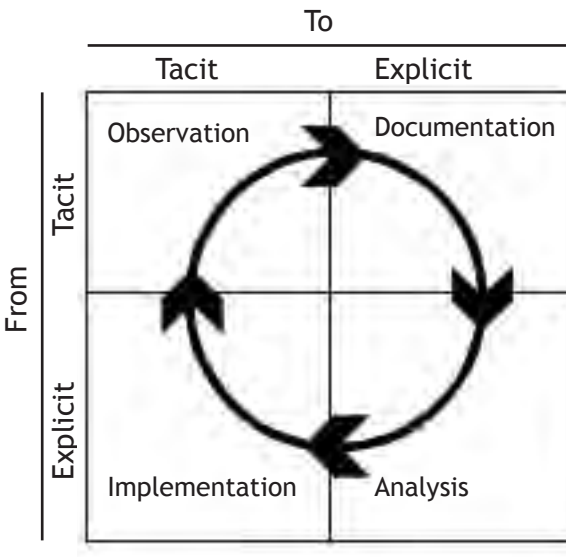 To
Tacit Explicit
Observation Documentation
Tacit
From
Explicit
Implementation Analysis